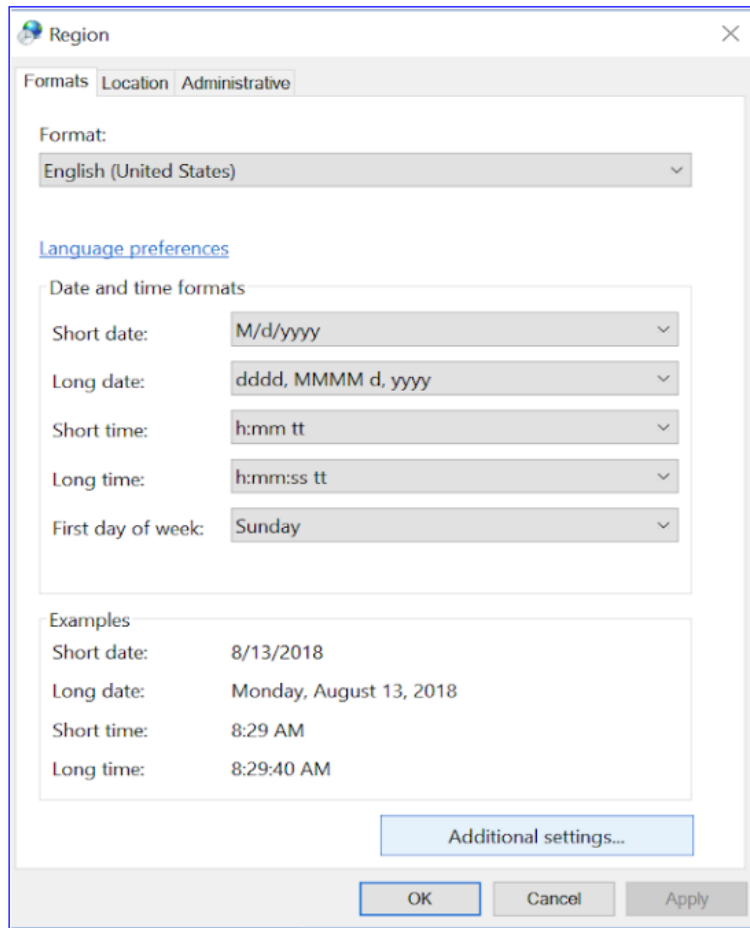 Region
Formats Location Administrative
Format:
English (United States)
Language preferences
Date and time formats
Short date: M/d/yyyy
Long date: dddd, MMMM d, yyyy
Short time: h:mm tt
Long time: h:mm:ss tt
First day of week: Sunday
Examples
Short date: 8/13/2018
Long date: Monday, August 13, 2018
Short time: 8:29 AM
Long time: 8:29:40 AM
Additional settings...
OK Cancel Apply